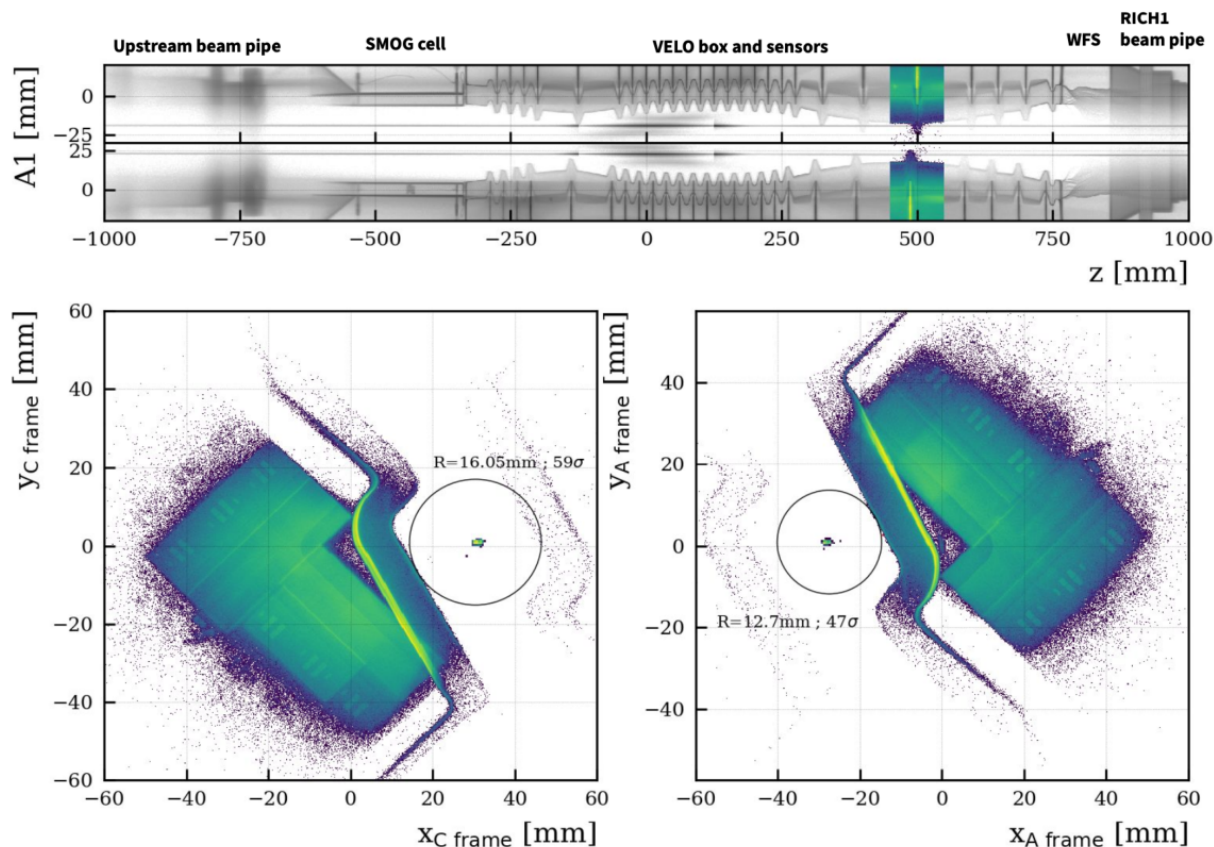 Upstream beam pipe
SMOG cell
VELO box and sensors
WFS
RICH1
beam pipe
A1 [mm]
0
−25
25
0
−1000
−750
−500
−250
0
250
500
750
1000
z [mm]
yC frame [mm]
60
40
20
0
−20
−40
−60
R=16.05mm ; 59σ
−60
−40
−20
0
20
40
60
xC frame [mm]
yA frame [mm]
40
20
0
−20
−40
R=12.7mm ; 47σ
−60
−40
−20
0
20
40
60
xA frame [mm]